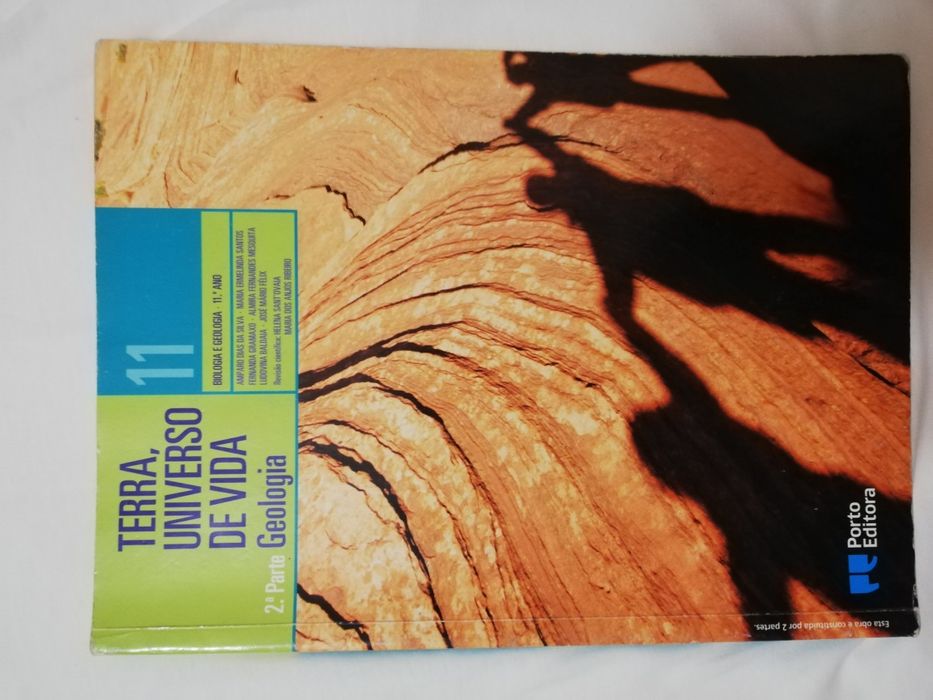 TERRA,
UNIVERSO
DE VIDA
2.ª Parte Geologia
11
BIOLOGIA E GEOLOGIA · 11.º ANO
AMPARO DIAS DA SILVA · MARIA ERMELINDA SANTOS
FERNANDA GRAMAXO · ALMIRA FERNANDES MESQUITA
LUDOVINA BALDAIA · JOSÉ MÁRIO FÉLIX
Revisão científica: HELENA SANT'OVAIA
MARIA DOS ANJOS RIBEIRO
Porto
Editora
Esta obra é constituída por 2 partes.